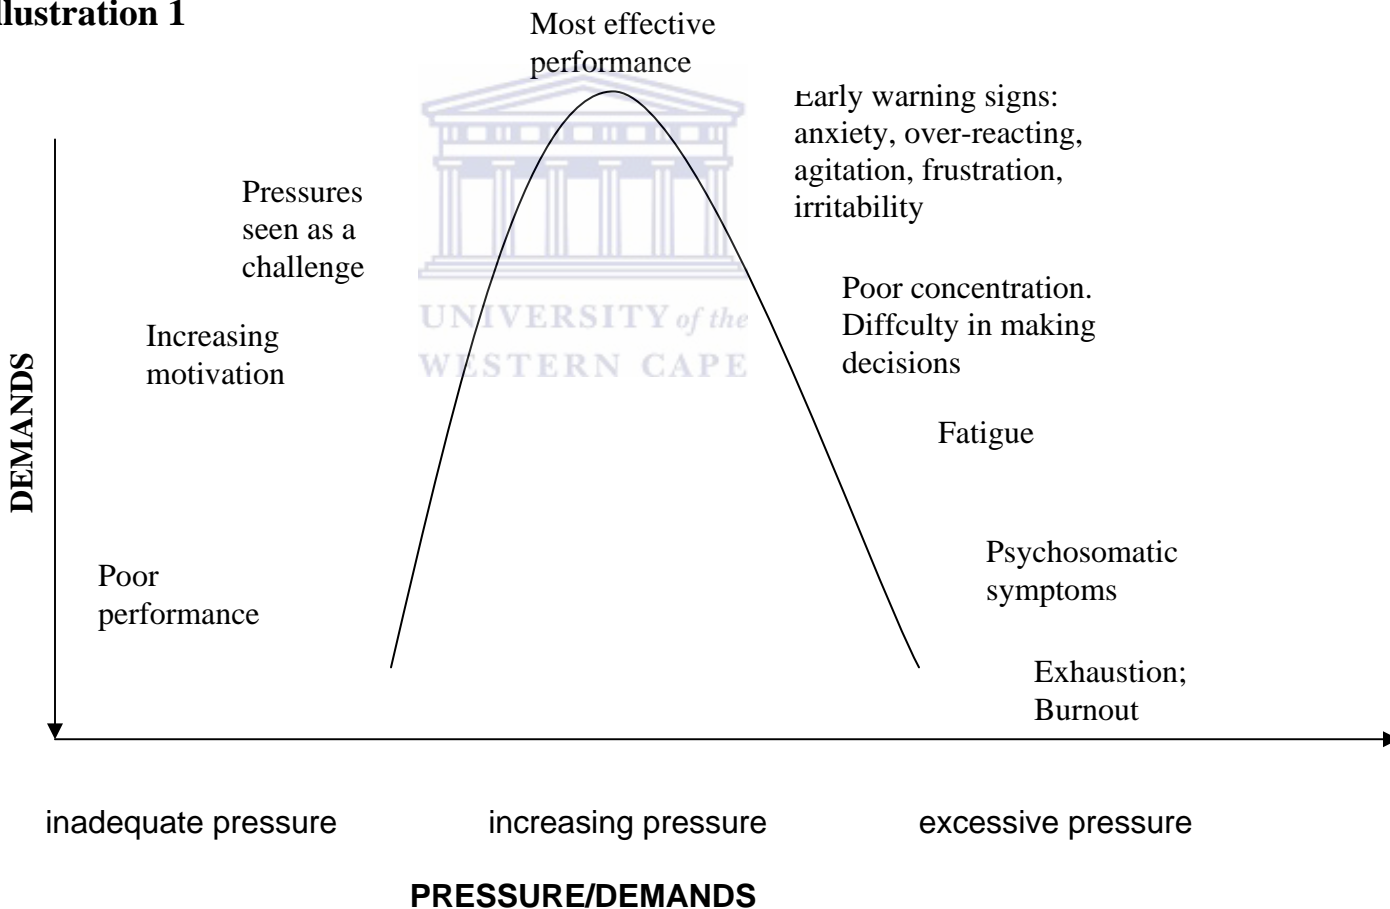 llustration 1
Most effective
performance
Early warning signs:
anxiety, over-reacting,
agitation, frustration,
irritability
Pressures
seen as a
challenge
Poor concentration.
Diffculty in making
decisions
UNIVERSITY of the
WESTERN CAPE
Increasing
motivation
DEMANDS
Fatigue
Psychosomatic
symptoms
Poor
performance
Exhaustion;
Burnout
inadequate pressure
increasing pressure
excessive pressure
PRESSURE/DEMANDS